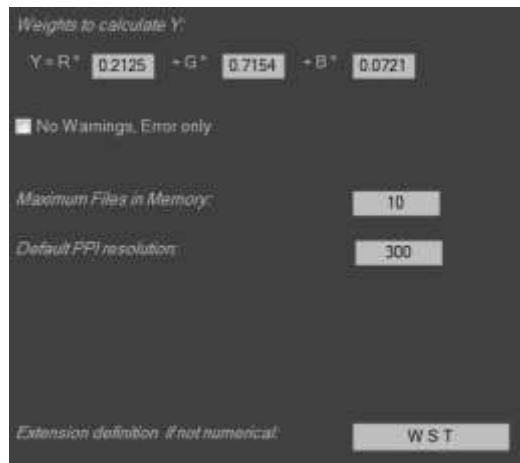 Weights to calculate Y:
Y = R * 0.2125 + G * 0.7154 + B * 0.0721
No Warnings, Error only
Maximum Files in Memory: 10
Default PPI resolution: 300
Extension definition if not numerical: W S T